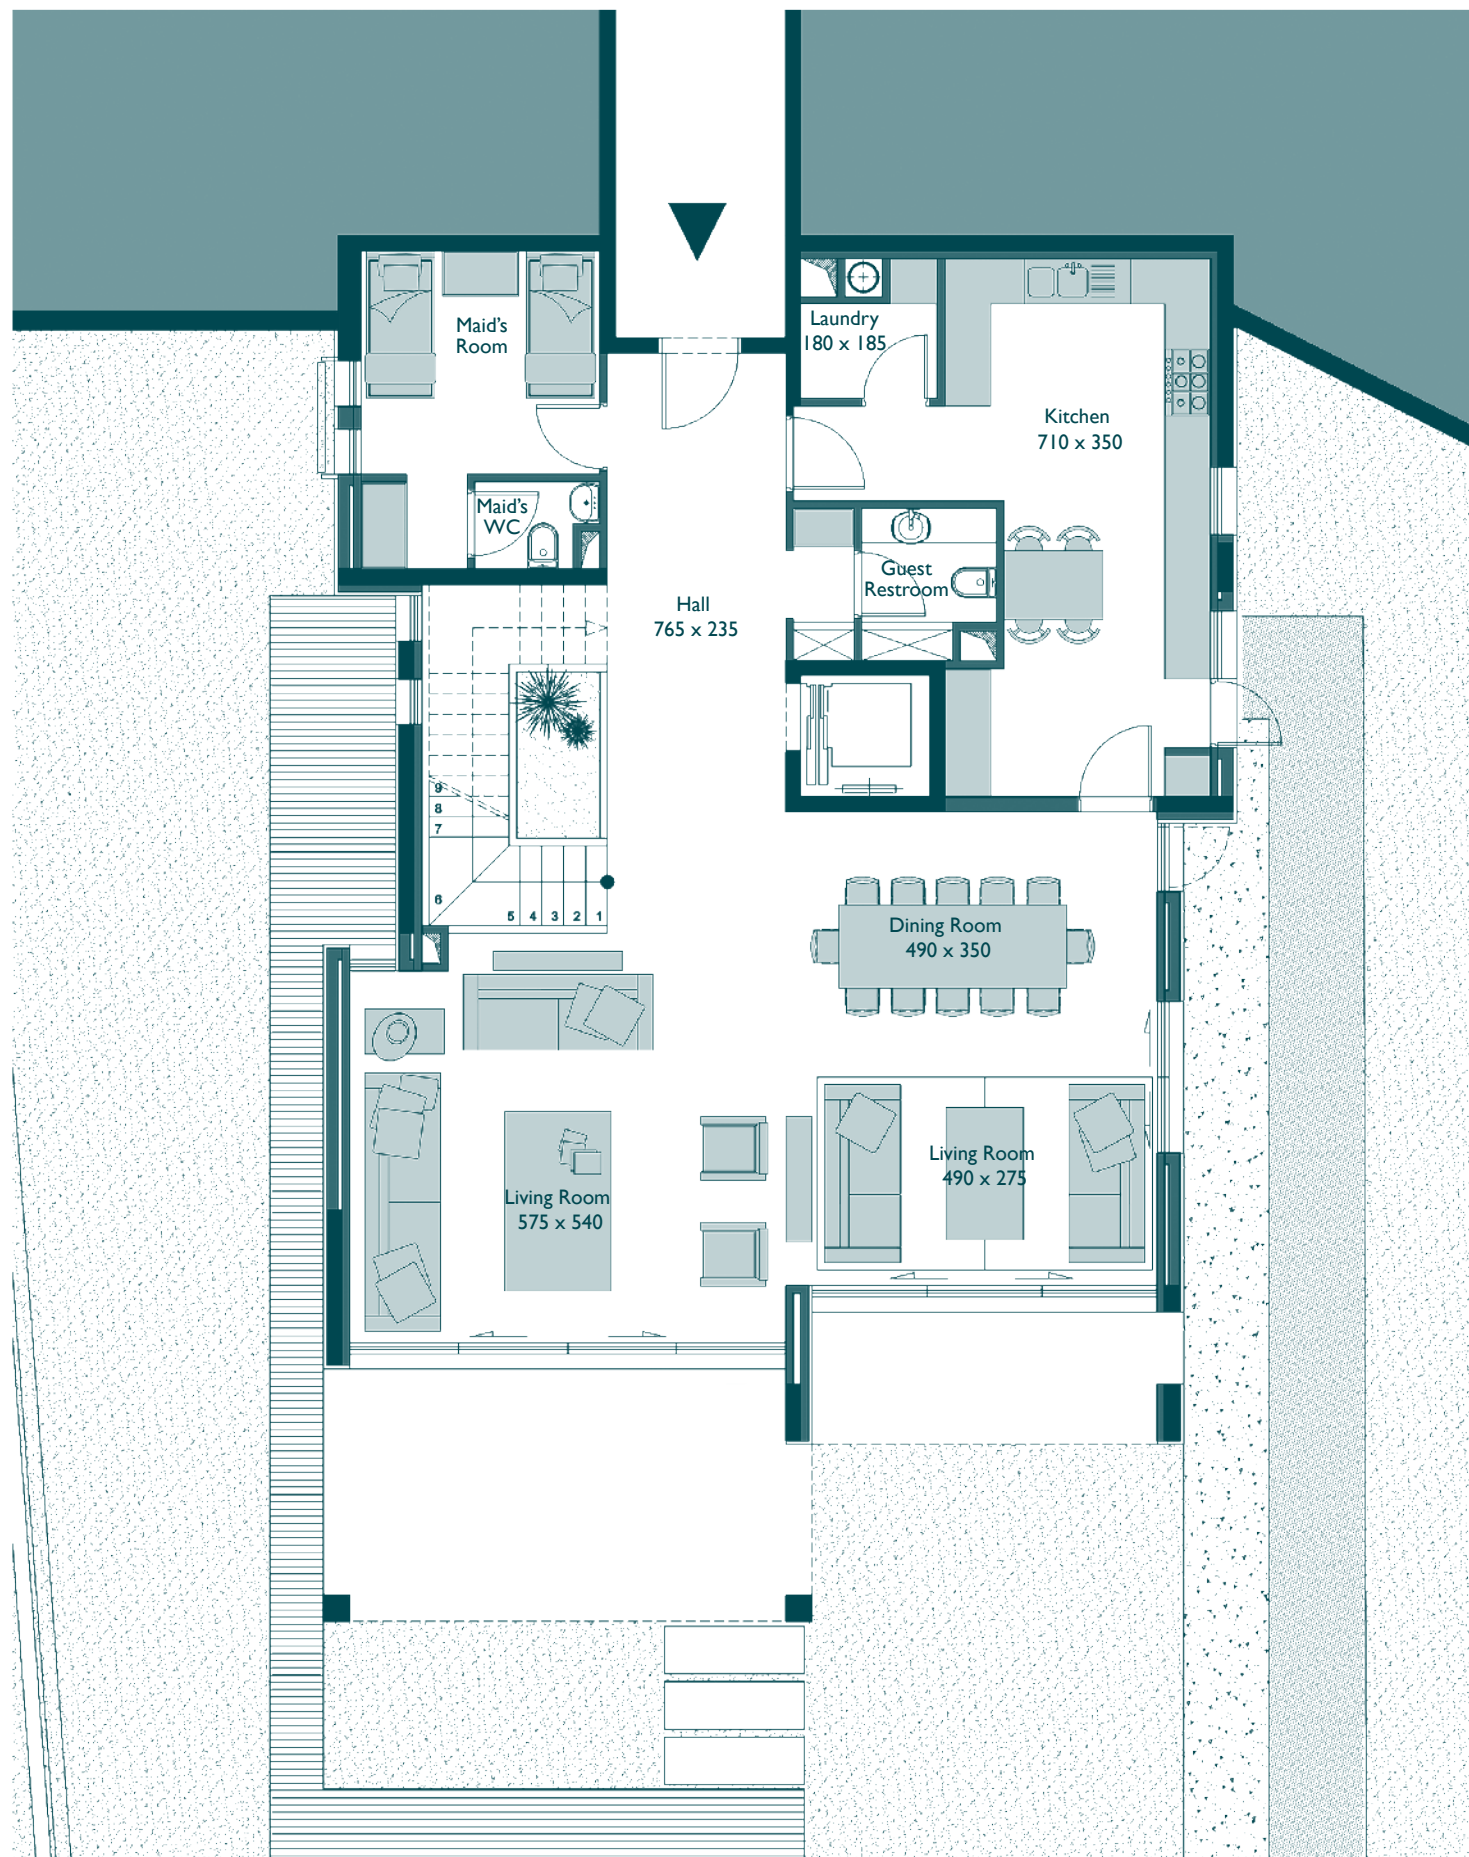 Maid's
Room
Laundry
180 x 185
Kitchen
710 x 350
Maid's
WC
Guest
Restroom
Hall
765 x 235
9
8
7
6
5 4 3 2 1
Dining Room
490 x 350
Living Room
490 x 275
Living Room
575 x 540